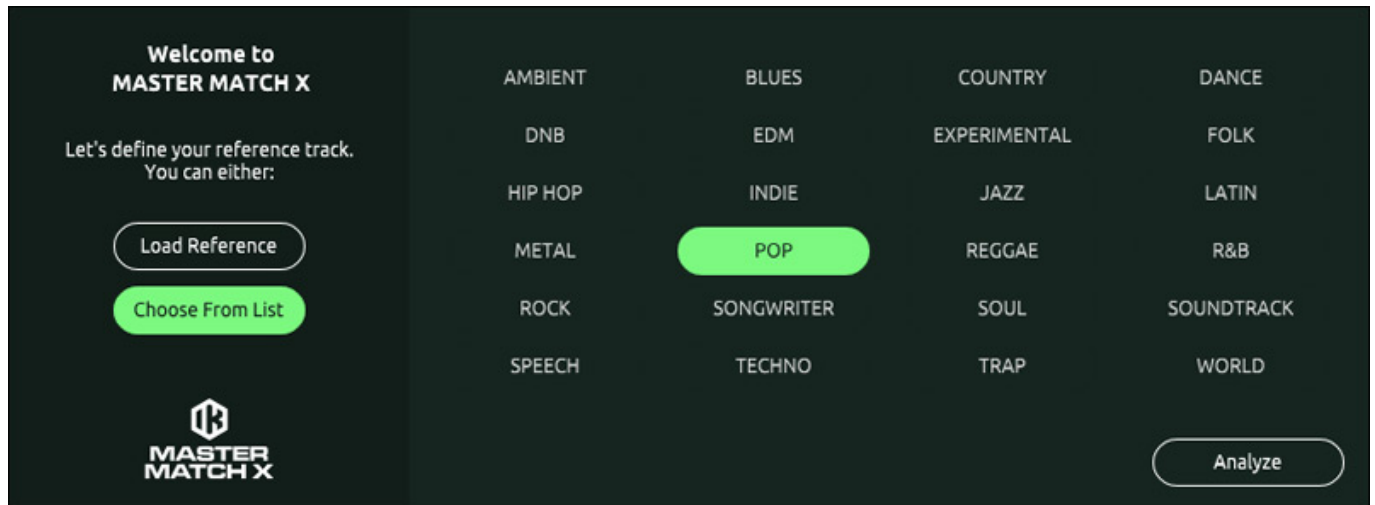 Welcome to
MASTER MATCH X
Let's define your reference track.
You can either:
Load Reference
Choose From List
MASTER
MATCH X
AMBIENT BLUES COUNTRY DANCE
DNB EDM EXPERIMENTAL FOLK
HIP HOP INDIE JAZZ LATIN
METAL POP REGGAE R&B
ROCK SONGWRITER SOUL SOUNDTRACK
SPEECH TECHNO TRAP WORLD
Analyze